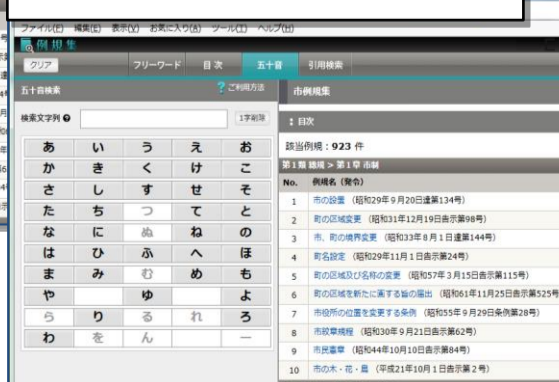 ファイル(F) 編集(E) 表示(V) お気に入り(A) ツール(T) ヘルプ(H)
例規集
クリア フリーワード 目次 五十音 引用検索
五十音検索 ? ご利用方法
市例規集
検索文字列 1字削除
: 目次
該当例規：923 件
第1類 総規 > 第1章 市制
No. 例規名（発令）
あ い う え お
か き く け こ
さ し す せ そ
た ち つ て と
な に ぬ ね の
は ひ ふ へ ほ
ま み む め も
や ゆ よ
ら り る れ ろ
わ を ん ー
1 市の設置 （昭和29年9月20日達第134号）
2 町の区域変更 （昭和31年12月19日告示第98号）
3 市、町の境界変更 （昭和33年8月1日達第144号）
4 町名設定 （昭和29年11月1日告示第24号）
5 町の区域及び名称の変更 （昭和57年3月15日告示第115号）
6 町の区域を新たに画する旨の届出 （昭和61年11月25日告示第525号
7 市役所の位置を変更する条例 （昭和55年9月29日条例第28号）
8 市紋章規程 （昭和30年9月21日告示第62号）
9 市民憲章 （昭和44年10月10日告示第84号）
10 市の木・花・鳥 （平成21年10月1日告示第2号）